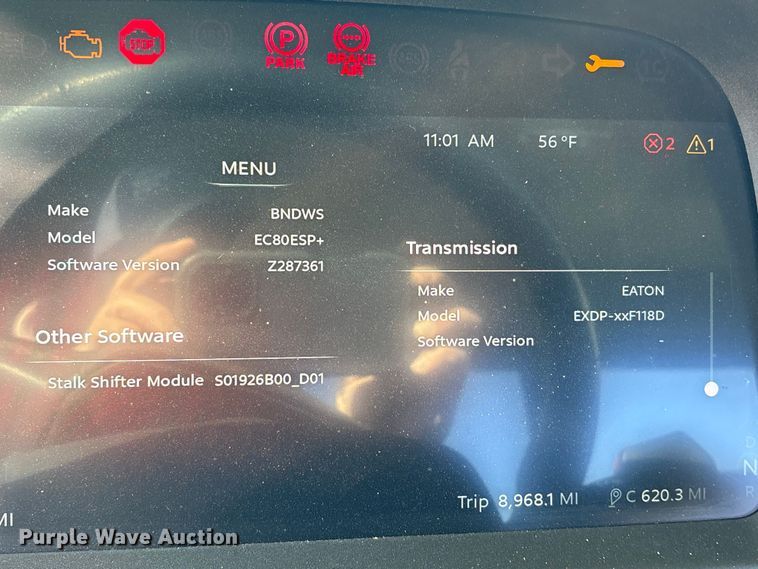 STOP
PARK
BRAKE
AIR
11:01 AM 56 °F 2 1
MENU
Make BNDWS
Model EC80ESP+
Software Version Z287361
Other Software
Stalk Shifter Module S01926B00_D01
Transmission
Make EATON
Model EXDP-xxF118D
Software Version
D
N
R
Trip 8,968.1 MI C 620.3 MI
MI
Purple Wave Auction